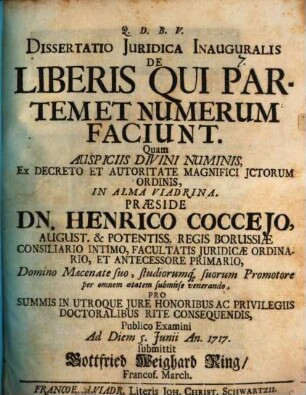 Q. D. B. V.
DISSERTATIO JURIDICA INAUGURALIS
DE 7.
LIBERIS QUI PAR-
TEM ET NUMERUM
FACIUNT.
Quam
AUSPICIIS DIVINI NUMINIS,
EX DECRETO ET AUTORITATE MAGNIFICI JCTORUM
ORDINIS,
IN ALMA VIADRINA.
PRÆSIDE
DN. HENRICO COCCEJO,
AUGUST. & POTENTISS. REGIS BORUSSIÆ
CONSILIARIO INTIMO, FACULTATIS JURIDICÆ ORDINA-
RIO, ET ANTECESSORE PRIMARIO,
Domino Mecenate suo, studiorumq; suorum Promotore
per omnem ætatem submisse venerando,
PRO
SUMMIS IN UTROQUE JURE HONORIBUS AC PRIVILEGIIS
DOCTORALIBUS RITE CONSEQUENDIS,
Publico Examini
Ad Diem 5. Junii An. 1717.
submittit
Gottfried Weighard Ring/
Francof. March.
FRANCOF. VIADR. Literis JOH. CHRIST. SCHWARTZII.